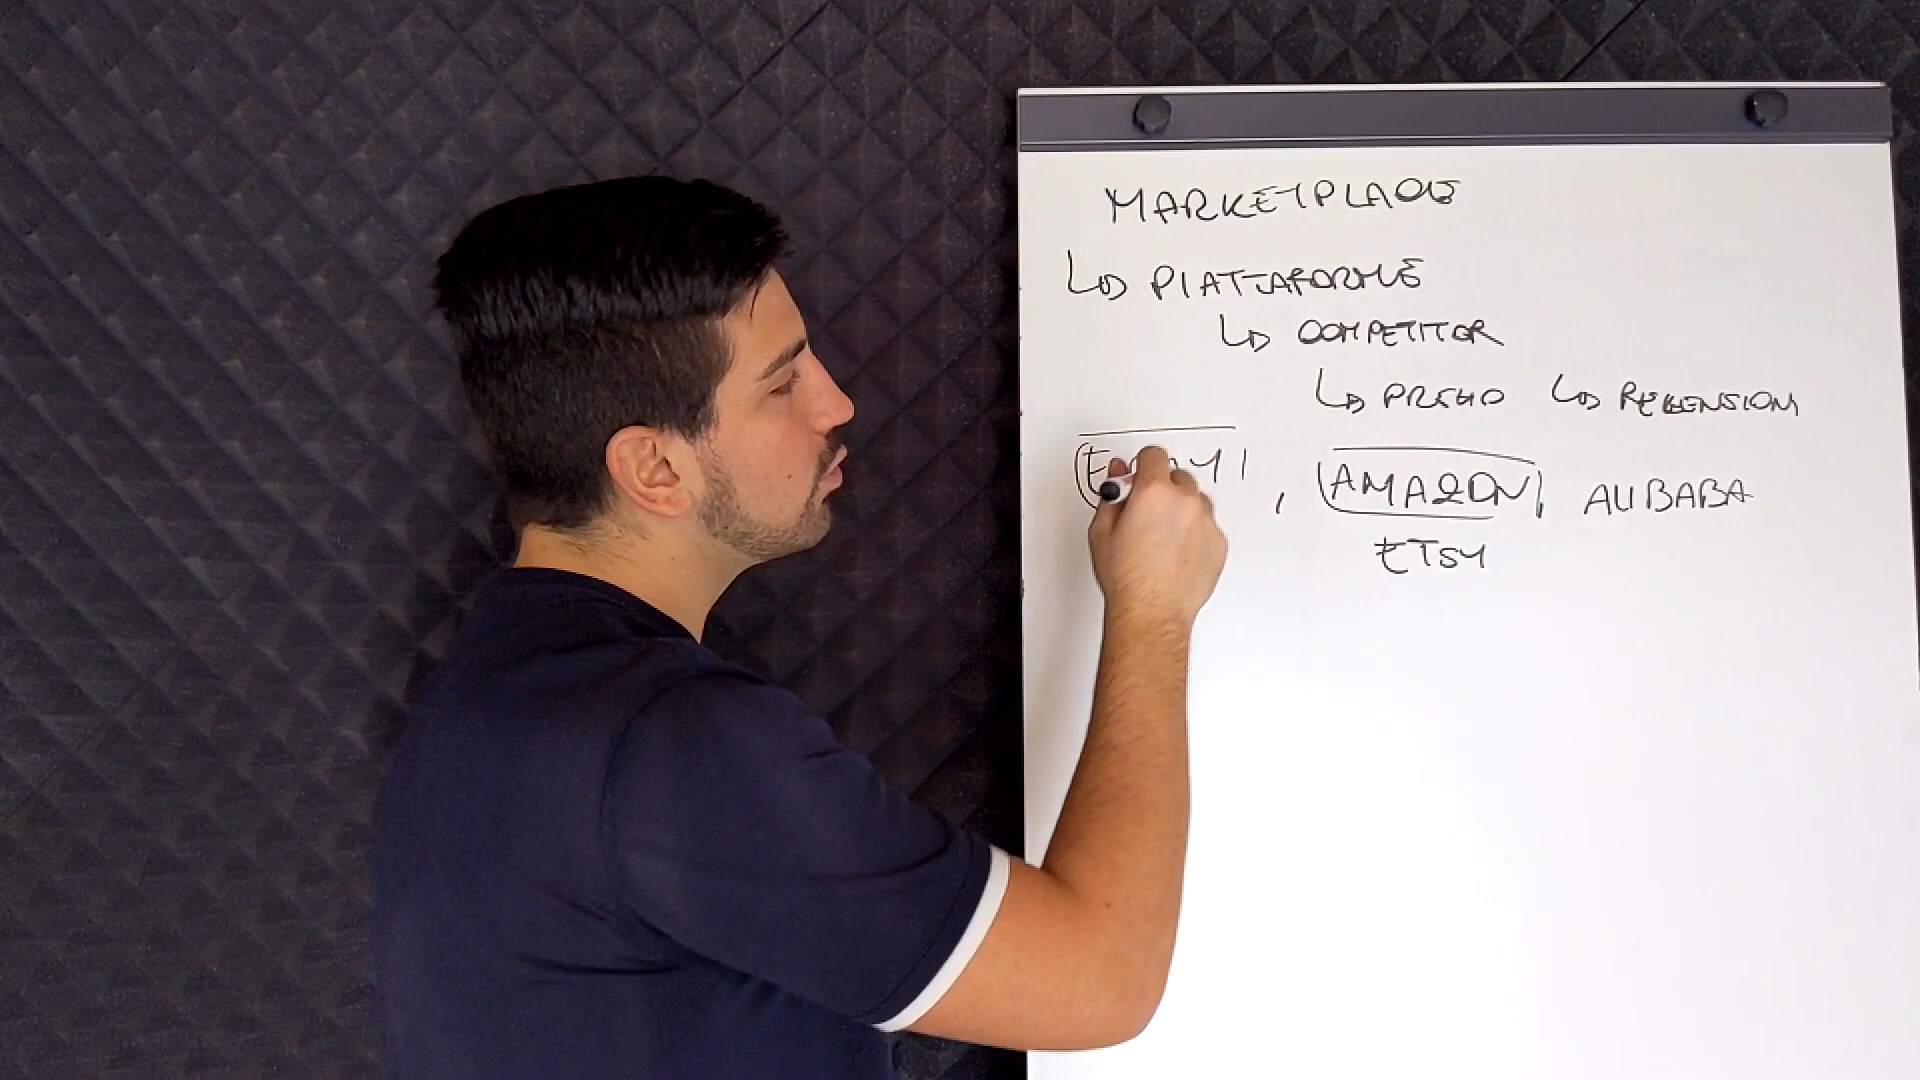 MARKETPLACE
↳ PIATTAFORME
↳ COMPETITOR
↳ PREZZO ↳ RECENSIONI
EBAY, AMAZON, ALIBABA
ETSY